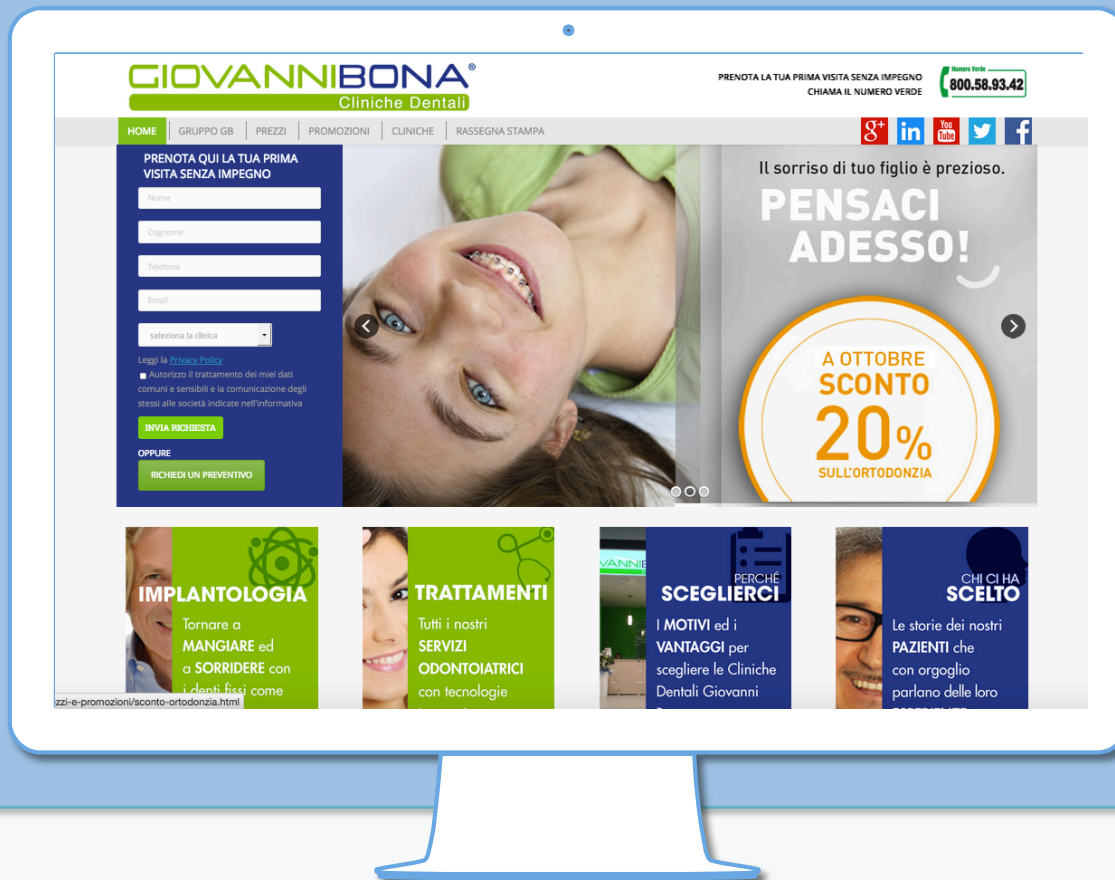 GIOVANNIBONA®
Cliniche Dentali
PRENOTA LA TUA PRIMA VISITA SENZA IMPEGNO
CHIAMA IL NUMERO VERDE
Numero Verde
800.58.93.42
HOME
GRUPPO GB
PREZZI
PROMOZIONI
CLINICHE
RASSEGNA STAMPA
g+
in
You
Tube
f
PRENOTA QUI LA TUA PRIMA
VISITA SENZA IMPEGNO
Nome
Cognome
Telefono
Email
seleziona la clinica
Leggi la Privacy Policy
Autorizzo il trattamento dei miei dati
comuni e sensibili e la comunicazione degli
stessi alle società indicate nell'informativa
INVIA RICHIESTA
OPPURE
RICHIEDI UN PREVENTIVO
Il sorriso di tuo figlio è prezioso.
PENSACI
ADESSO!
A OTTOBRE
SCONTO
20%
SULL'ORTODONZIA
IMPLANTOLOGIA
Tornare a
MANGIARE ed
a SORRIDERE con
i denti fissi come
TRATTAMENTI
Tutti i nostri
SERVIZI
ODONTOIATRICI
con tecnologie
VANNIB
PERCHÉ
SCEGLIERCI
I MOTIVI ed i
VANTAGGI per
scegliere le Cliniche
Dentali Giovanni
CHI CI HA
SCELTO
Le storie dei nostri
PAZIENTI che
con orgoglio
parlano delle loro
zzi-e-promozioni/sconto-ortodonzia.html